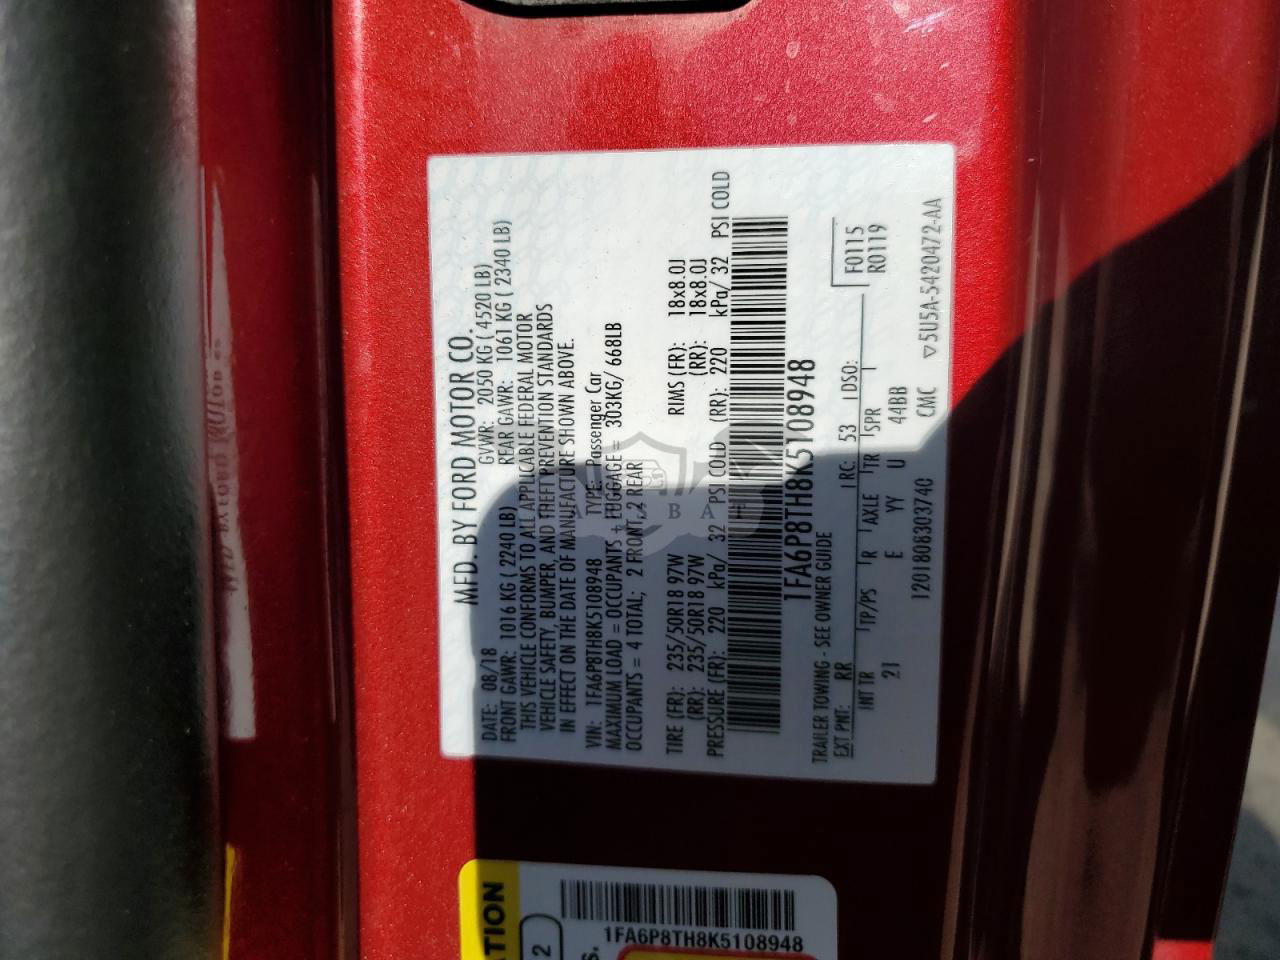 MFD. BY FORD MOTOR CO.
DATE: 08/18 GVWR: 2050 KG ( 4520 LB)
FRONT GAWR: 1016 KG ( 2240 LB) REAR GAWR: 1061 KG ( 2340 LB)
THIS VEHICLE CONFORMS TO ALL APPLICABLE FEDERAL MOTOR
VEHICLE SAFETY, BUMPER, AND THEFT PREVENTION STANDARDS
IN EFFECT ON THE DATE OF MANUFACTURE SHOWN ABOVE.
VIN: 1FA6P8TH8K5108948 TYPE: Passenger Car
MAXIMUM LOAD = OCCUPANTS + LUGGAGE = 303KG/ 668LB
OCCUPANTS = 4 TOTAL; 2 FRONT, 2 REAR
TIRE (FR): 235/50R18 97W RIMS (FR): 18x8.0J
(RR): 235/50R18 97W (RR): 18x8.0J
PRESSURE (FR): 220 kPa/ 32 PSI COLD (RR): 220 kPa/ 32 PSI COLD
1FA6P8TH8K5108948
TRAILER TOWING - SEE OWNER GUIDE
EXT PNT: RR RC: 53 DSO: F0115
INT TR TP/PS R AXLE TR SPR R0119
21 E YY U 44BB
1201808303740 CMC 5U5A-5420472-AA
ATION
2
S.
1FA6P8TH8K5108948